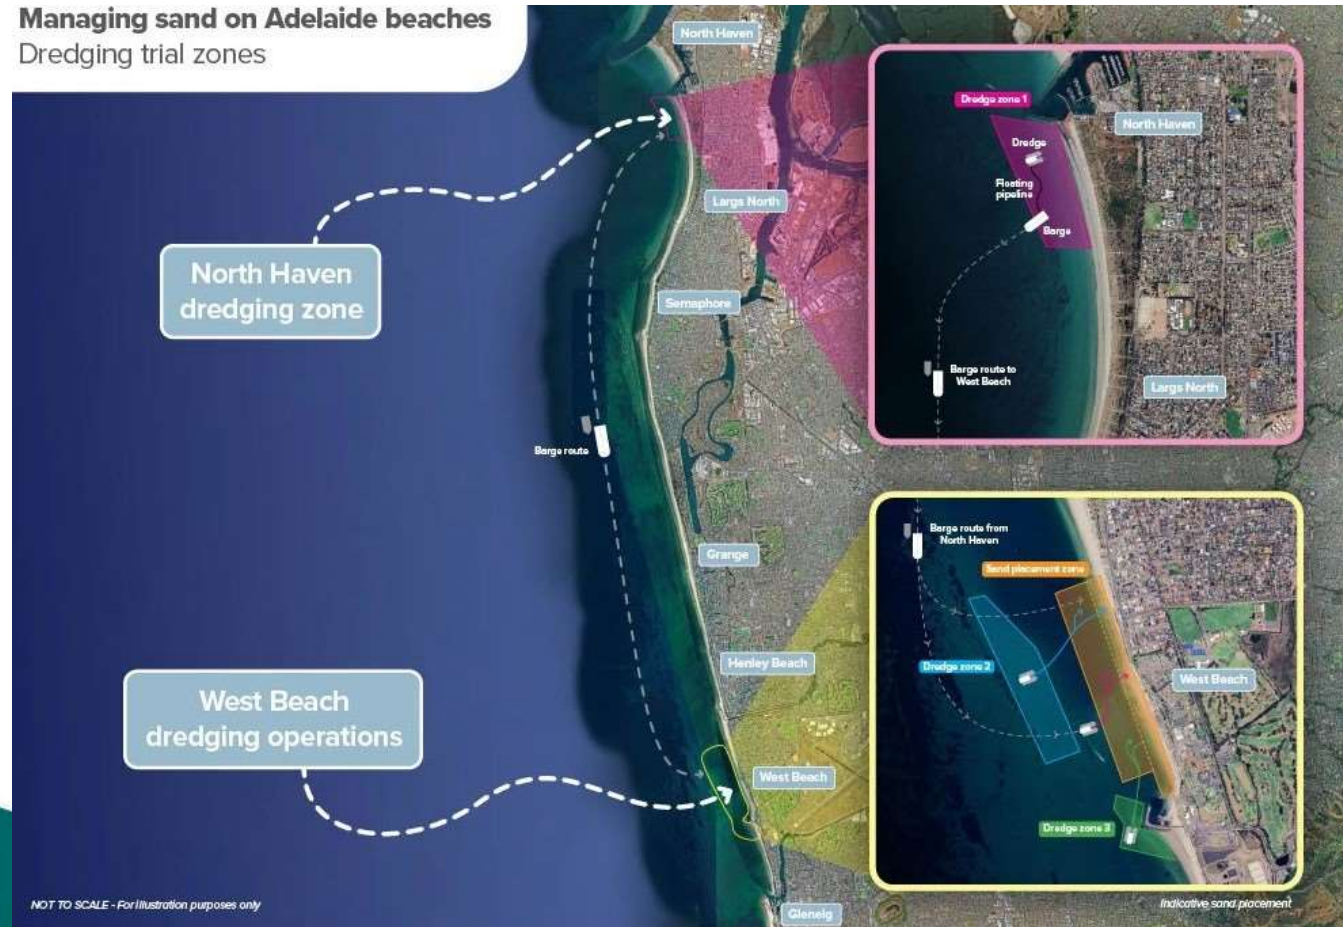 Managing sand on Adelaide beaches
Dredging trial zones
North Haven
Largs North
Semaphore
Barge route
Grange
Henley Beach
West Beach
Glenelg
North Haven
dredging zone
West Beach
dredging operations
Dredge zone 1
North Haven
Dredge
Floating
pipeline
Barge
Barge route to
West Beach
Largs North
Barge route from
North Haven
Sand placement zone
Dredge zone 2
West Beach
Dredge zone 3
NOT TO SCALE - For illustration purposes only
Indicative sand placement